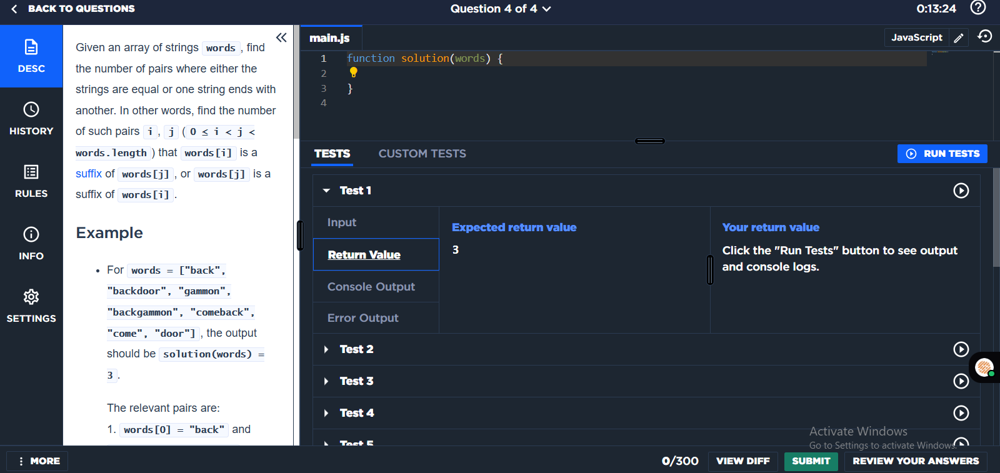 BACK TO QUESTIONS
Question 4 of 4
0:13:24
DESC
HISTORY
RULES
INFO
SETTINGS
Given an array of strings words , find
the number of pairs where either the
strings are equal or one string ends with
another. In other words, find the number
of such pairs i , j ( 0 ≤ i < j <
words.length ) that words[i] is a
suffix of words[j] , or words[j] is a
suffix of words[i] .
Example
• For words = ["back",
"backdoor", "gammon",
"backgammon", "comeback",
"come", "door"] , the output
should be solution(words) =
3 .
The relevant pairs are:
1. words[0] = "back" and
main.js
JavaScript
1 function solution(words) {
2
3 }
4
TESTS
CUSTOM TESTS
RUN TESTS
Test 1
Input
Return Value
Console Output
Error Output
Expected return value
3
Your return value
Click the "Run Tests" button to see output
and console logs.
Test 2
Test 3
Test 4
Test 5
Activate Windows
Go to Settings to activate Windows.
MORE
0/300
VIEW DIFF
SUBMIT
REVIEW YOUR ANSWERS